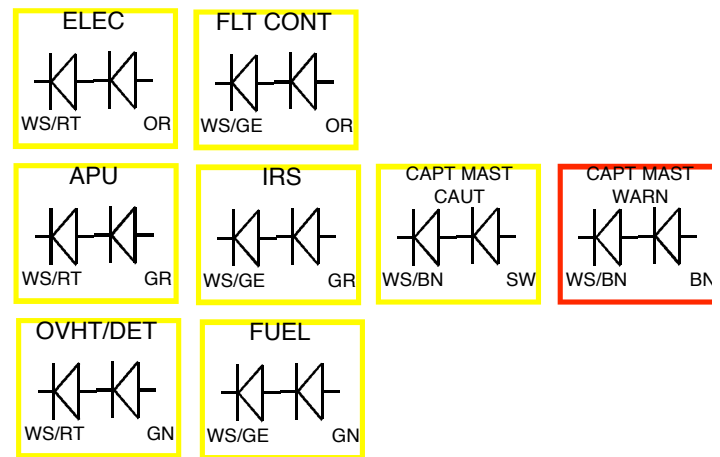 ELEC
WS/RT OR
FLT CONT
WS/GE OR
APU
WS/RT GR
IRS
WS/GE GR
CAPT MAST
CAUT
WS/BN SW
CAPT MAST
WARN
WS/BN BN
OVHT/DET
WS/RT GN
FUEL
WS/GE GN